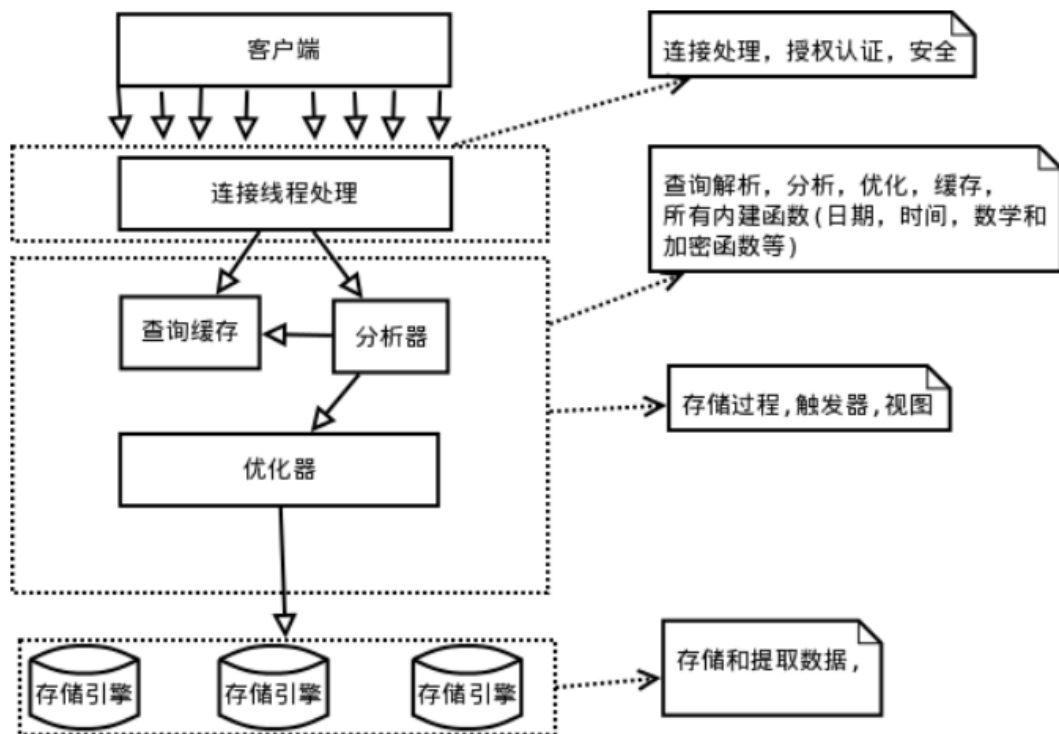 客户端
连接处理，授权认证，安全
连接线程处理
查询解析，分析，优化，缓存，
所有内建函数(日期，时间，数学和
加密函数等)
查询缓存
分析器
存储过程,触发器,视图
优化器
存储引擎
存储引擎
存储引擎
存储和提取数据，